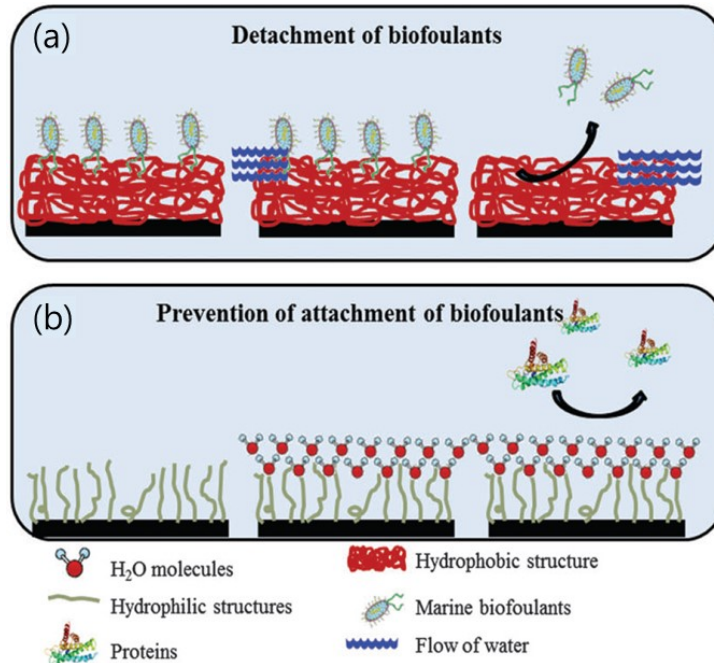 (a)
Detachment of biofoulants
(b)
Prevention of attachment of biofoulants
H₂O molecules
Hydrophobic structure
Hydrophilic structures
Marine biofoulants
Proteins
Flow of water